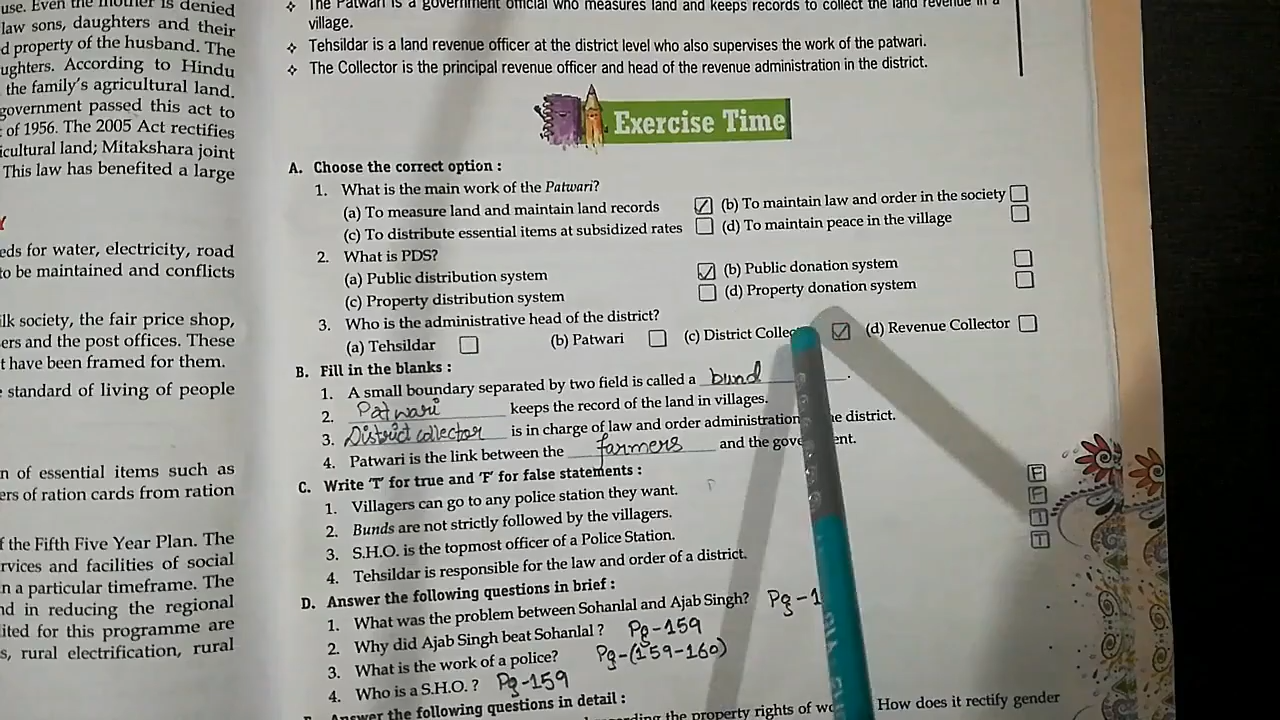 use. Even the mother is denied
law sons, daughters and their
d property of the husband. The
ughters. According to Hindu
the family's agricultural land.
government passed this act to
of 1956. The 2005 Act rectifies
icultural land; Mitakshara joint
This law has benefited a large
Y
eds for water, electricity, road
to be maintained and conflicts
ilk society, the fair price shop,
ers and the post offices. These
t have been framed for them.
standard of living of people
n of essential items such as
ers of ration cards from ration
f the Fifth Five Year Plan. The
rvices and facilities of social
n a particular timeframe. The
nd in reducing the regional
lited for this programme are
s, rural electrification, rural
The Patwari is a government official who measures land and keeps records to collect the land revenue in a
village.
Tehsildar is a land revenue officer at the district level who also supervises the work of the patwari.
The Collector is the principal revenue officer and head of the revenue administration in the district.
Exercise Time
A. Choose the correct option :
1. What is the main work of the Patwari?
(a) To measure land and maintain land records ✓ (b) To maintain law and order in the society
(c) To distribute essential items at subsidized rates (d) To maintain peace in the village
2. What is PDS?
(a) Public distribution system ✓ (b) Public donation system
(c) Property distribution system (d) Property donation system
3. Who is the administrative head of the district?
(a) Tehsildar (b) Patwari (c) District Collec ✓ (d) Revenue Collector
B. Fill in the blanks :
1. A small boundary separated by two field is called a bund.
2. Patwari keeps the record of the land in villages.
3. District collector is in charge of law and order administration e district.
4. Patwari is the link between the farmers and the gove ent.
C. Write 'T' for true and 'F' for false statements :
1. Villagers can go to any police station they want. F
2. Bunds are not strictly followed by the villagers. F
3. S.H.O. is the topmost officer of a Police Station. T
4. Tehsildar is responsible for the law and order of a district. T
D. Answer the following questions in brief :
1. What was the problem between Sohanlal and Ajab Singh? Pg-1
2. Why did Ajab Singh beat Sohanlal ? Pg-159
3. What is the work of a police? Pg-(159-160)
4. Who is a S.H.O. ? Pg-159
Answer the following questions in detail :
the property rights of wo How does it rectify gender